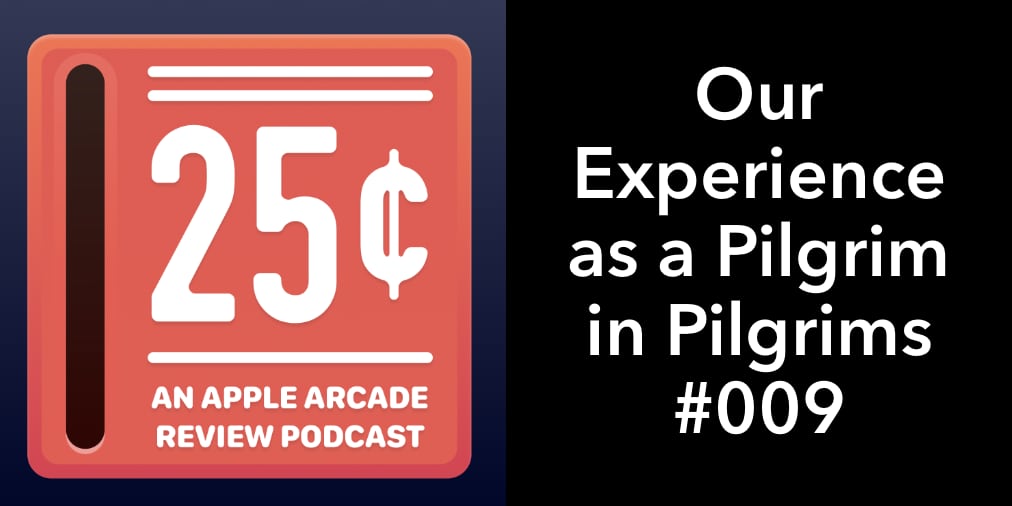 25¢
AN APPLE ARCADE
REVIEW PODCAST
Our
Experience
as a Pilgrim
in Pilgrims
#009